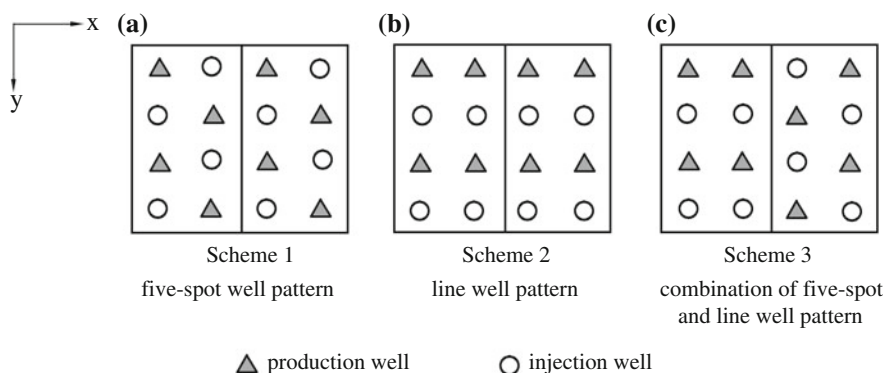 x
y
(a)
(b)
(c)
Scheme 1
five-spot well pattern
Scheme 2
line well pattern
Scheme 3
combination of five-spot
and line well pattern
production well
injection well